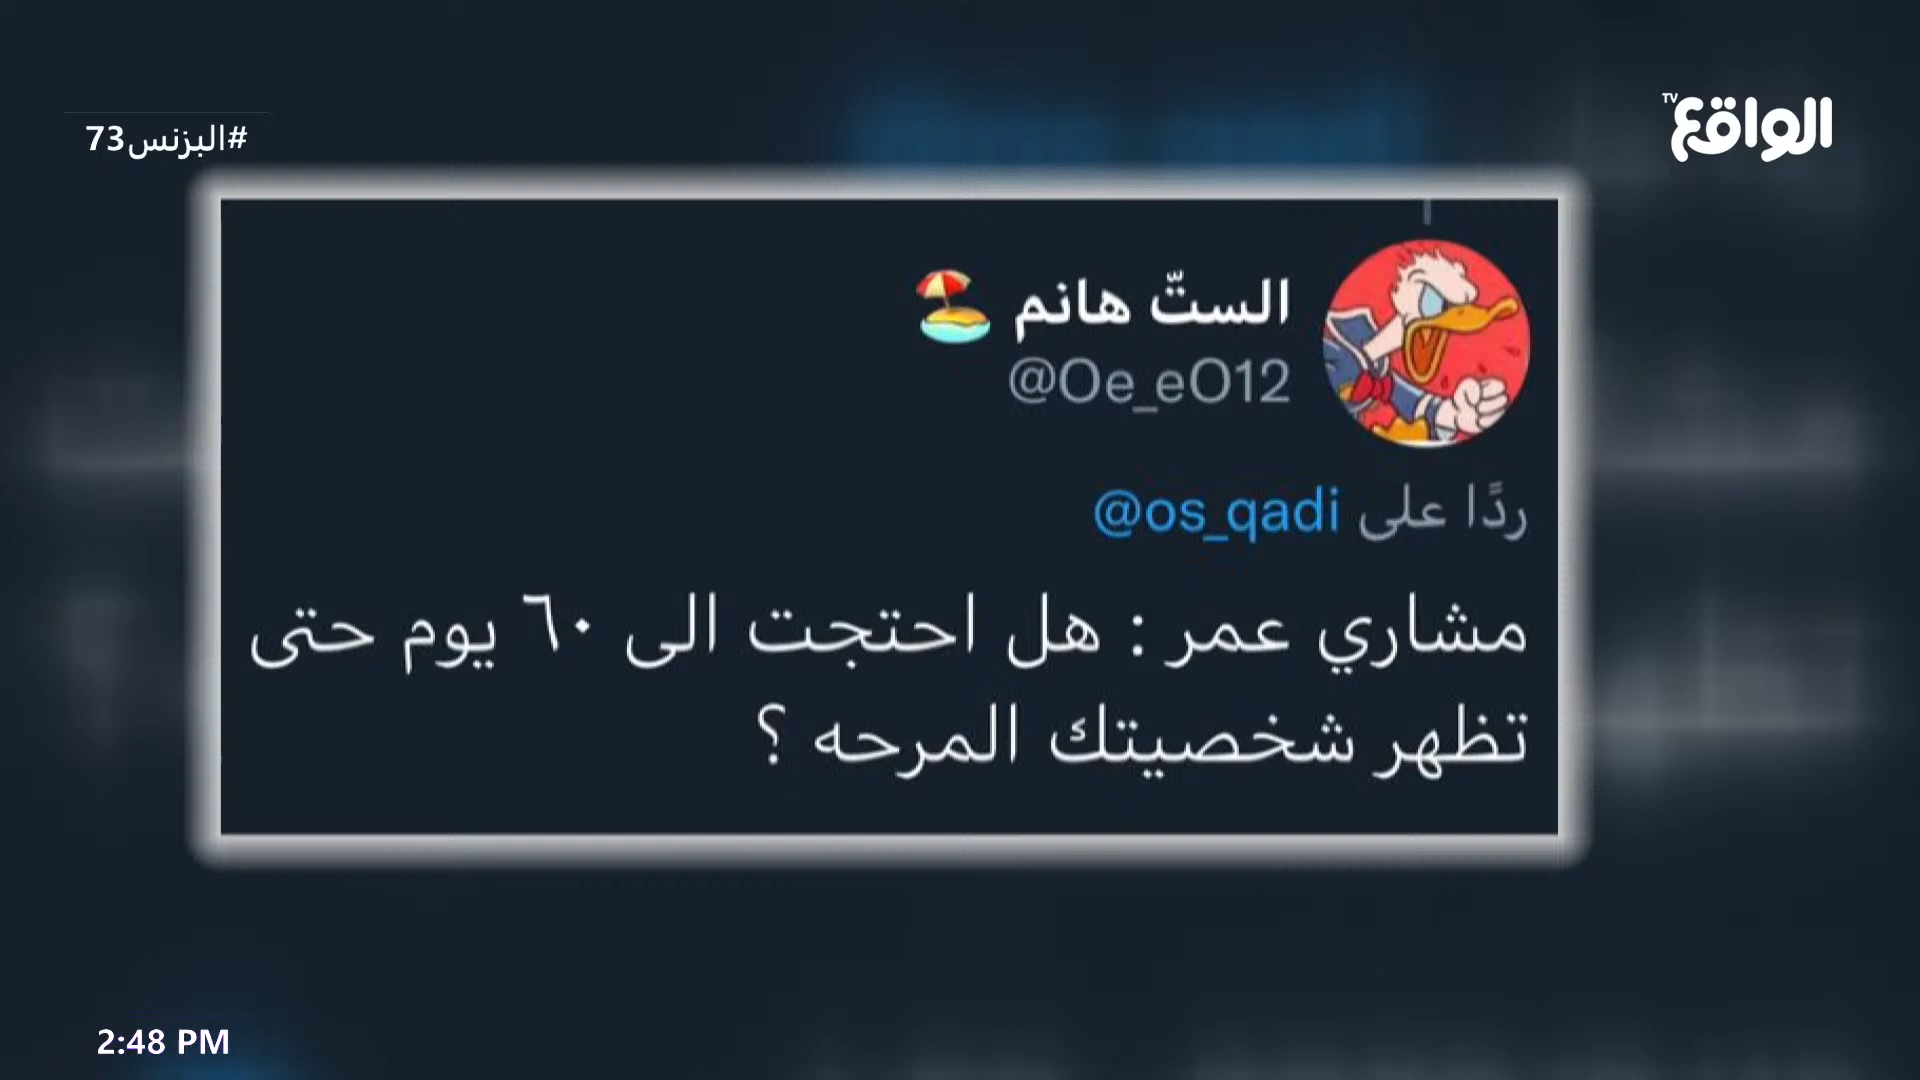 #البزنس73
الواقع TV
الستّ هانم 🏖️
@Oe_eO12
ردًا على @os_qadi
مشاري عمر : هل احتجت الى ٦٠ يوم حتى
تظهر شخصيتك المرحه ؟
2:48 PM